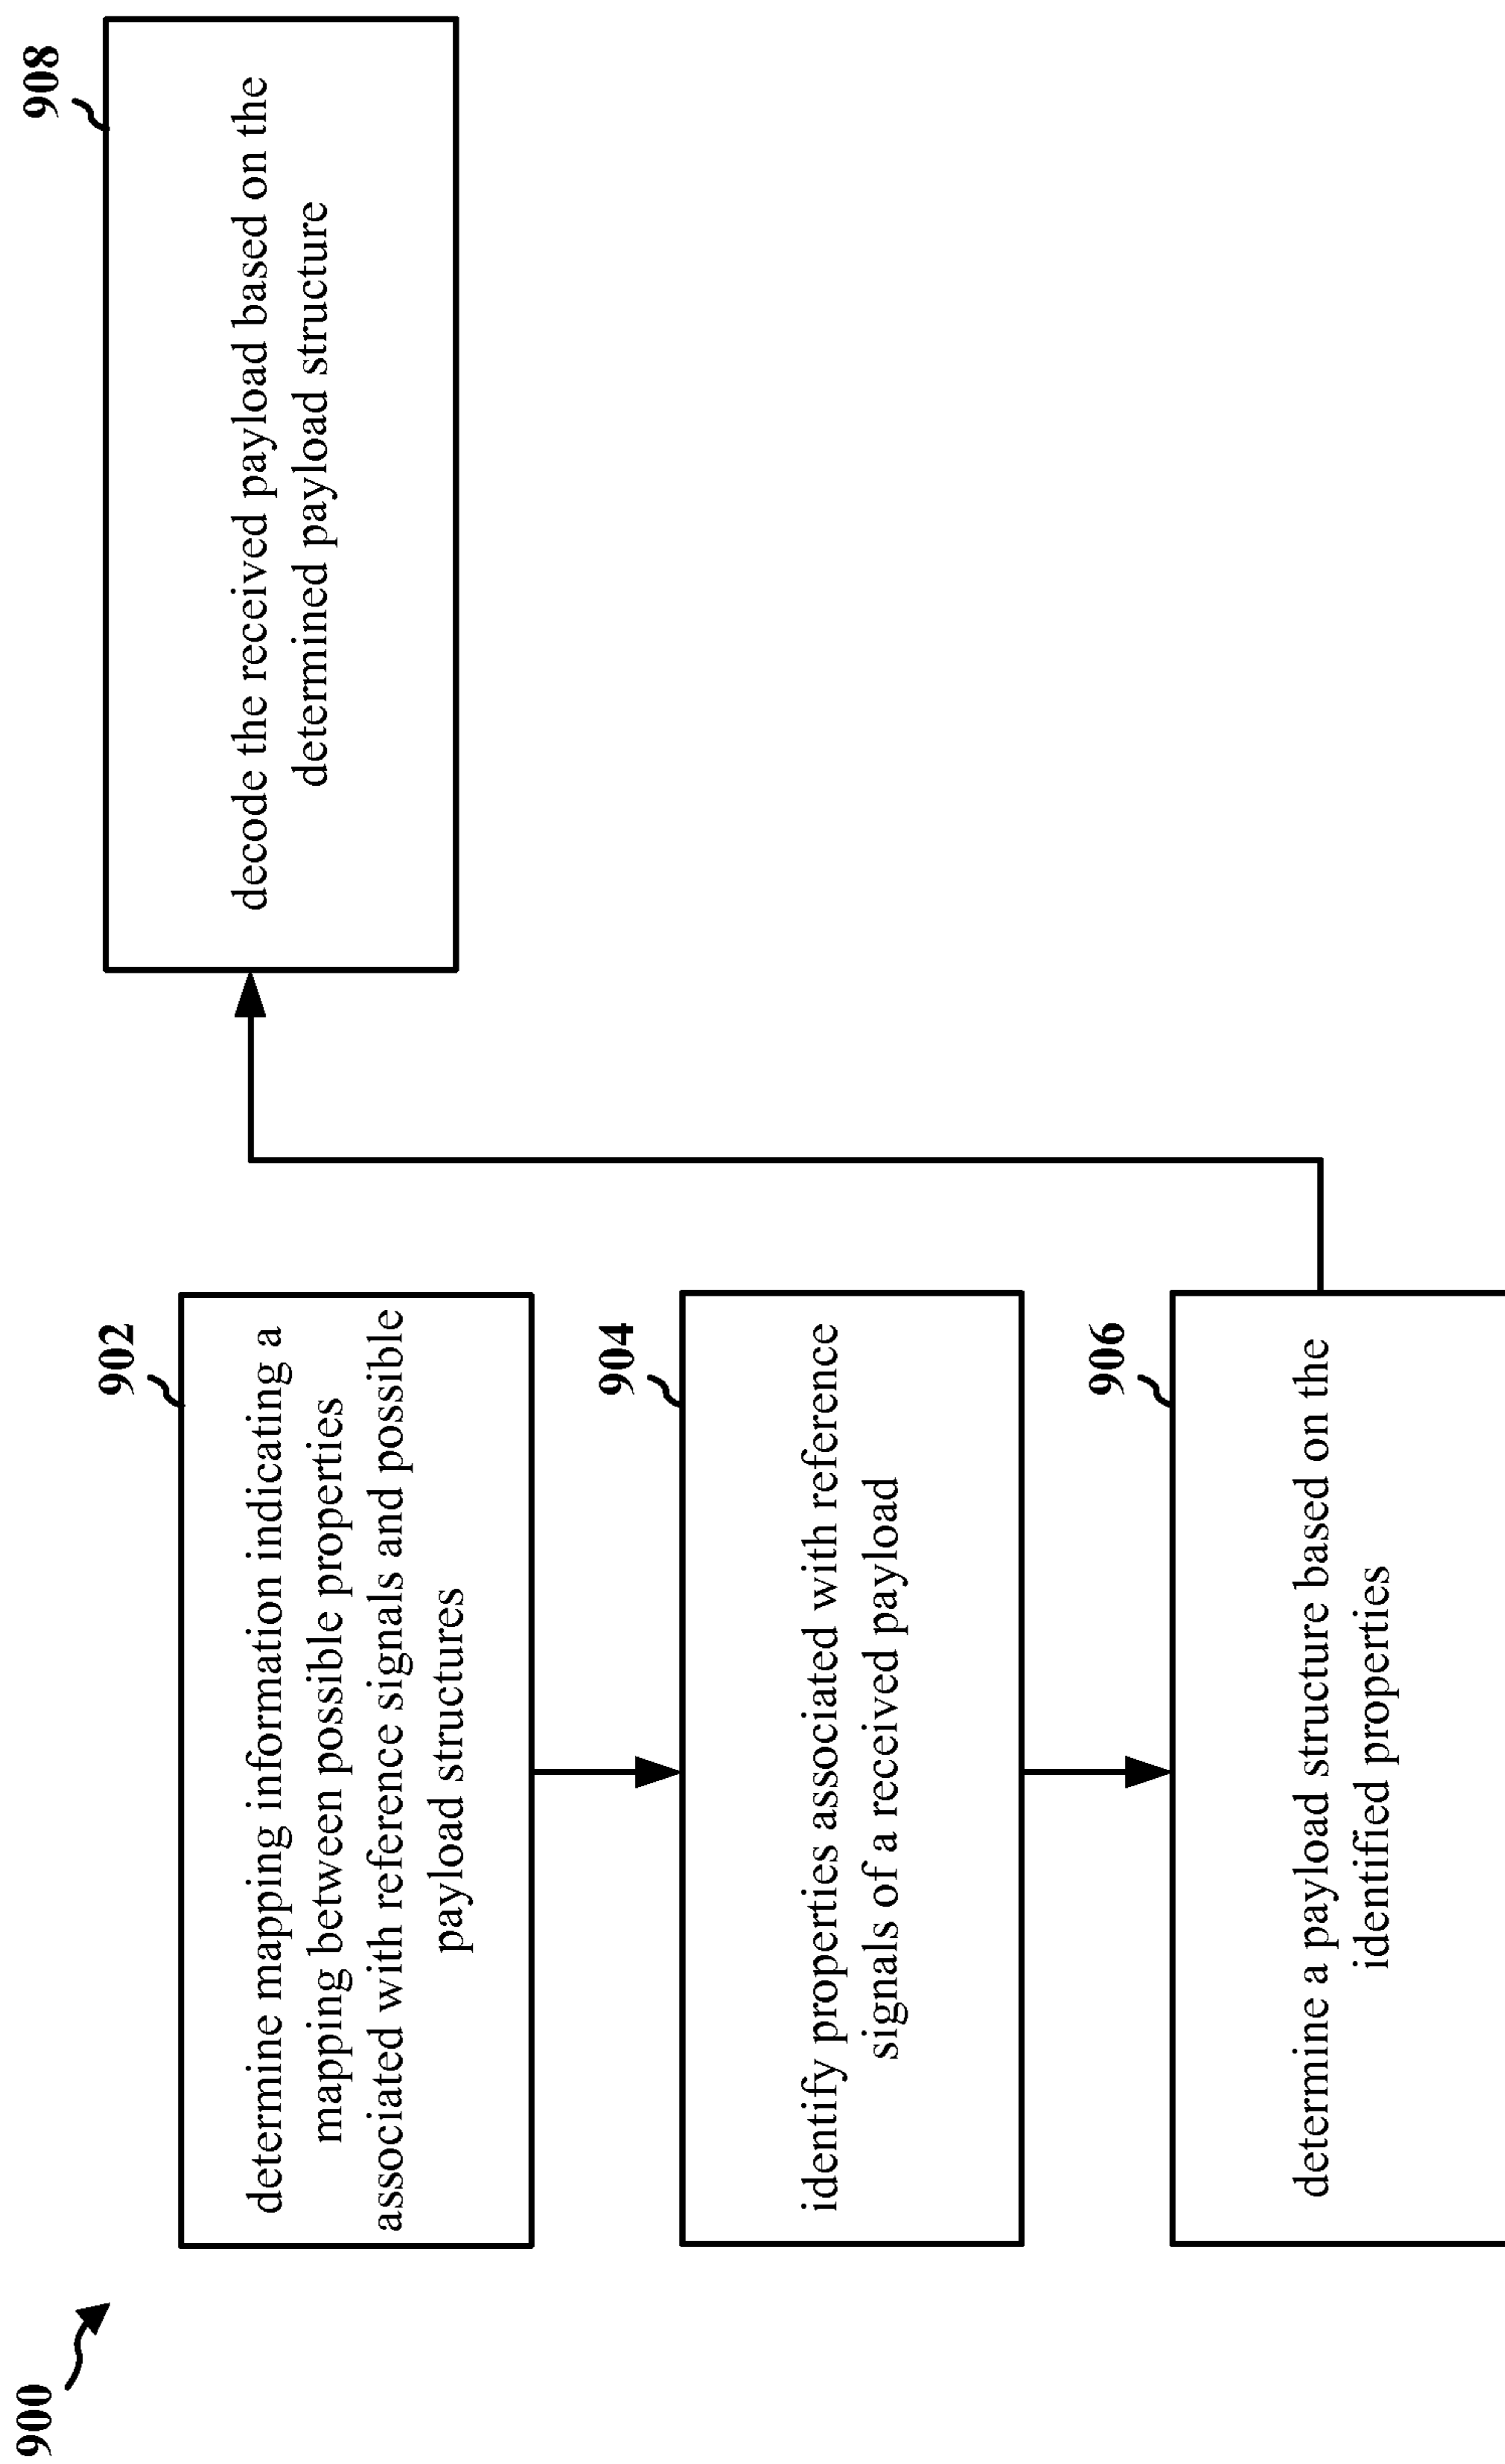 900
902
determine mapping information indicating a
mapping between possible properties
associated with reference signals and possible
payload structures
904
identify properties associated with reference
signals of a received payload
906
determine a payload structure based on the
identified properties
908
decode the received payload based on the
determined payload structure